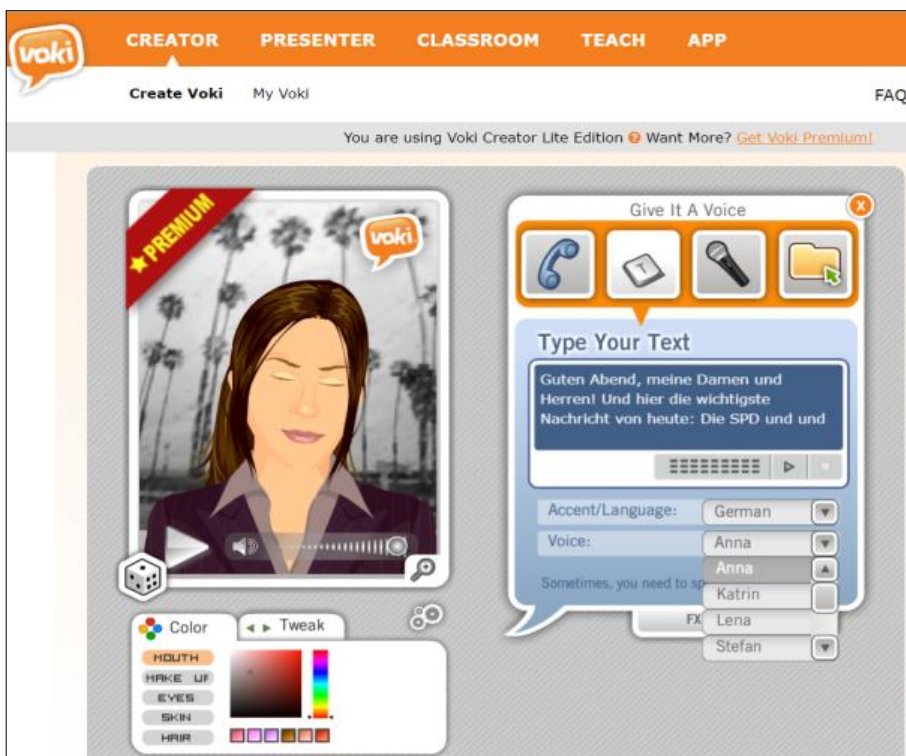 voki
CREATOR PRESENTER CLASSROOM TEACH APP
Create Voki My Voki FAQ
You are using Voki Creator Lite Edition ? Want More? Get Voki Premium!
PREMIUM
voki
Give It A Voice
X
T
Type Your Text
Guten Abend, meine Damen und
Herren! Und hier die wichtigste
Nachricht von heute: Die SPD und und
Accent/Language: German
Voice: Anna
Anna
Sometimes, you need to sp
Katrin
FX
Lena
Stefan
Color Tweak
MOUTH
MAKE UP
EYES
SKIN
HAIR